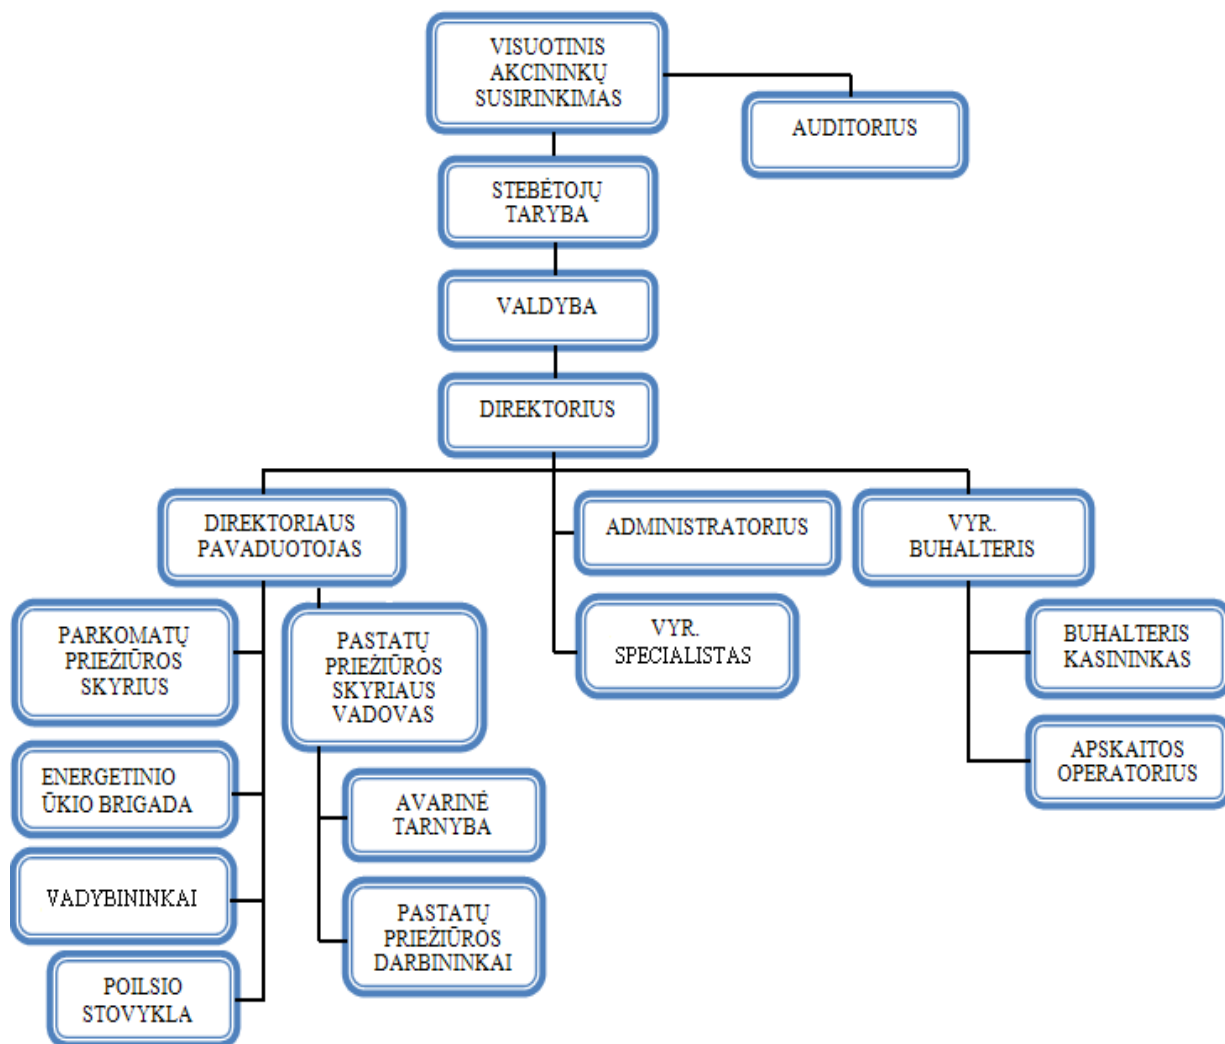 VISUOTINIS
AKCININKŲ
SUSIRINKIMAS
AUDITORIUS
STEBĖTOJŲ
TARYBA
VALDYBA
DIREKTORIUS
DIREKTORIAUS
PAVADUOTOJAS
ADMINISTRATORIUS
VYR.
BUHALTERIS
PARKOMATŲ
PRIEŽIŪROS
SKYRIUS
PASTATŲ
PRIEŽIŪROS
SKYRIAUS
VADOVAS
VYR.
SPECIALISTAS
BUHALTERIS
KASININKAS
ENERGETINIO
ŪKIO BRIGADA
AVARINĖ
TARNYBA
APSKAITOS
OPERATORIUS
VADYBININKAI
PASTATŲ
PRIEŽIŪROS
DARBININKAI
POILSIO
STOVYKLA